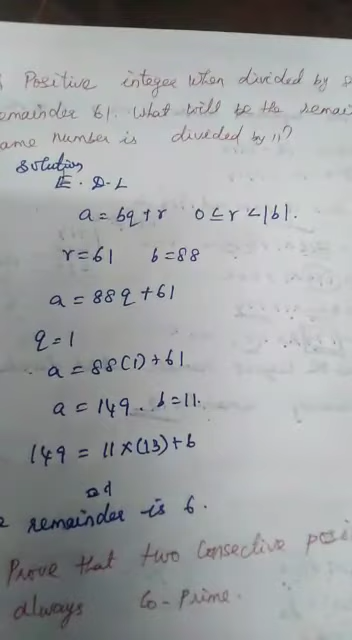 Positive integer when divided by 8
emainder 61. What will be the remai
ame number is divided by 11?
Solution
E.D.L
a = bq + r 0 ≤ r < |b|.
r = 61 b = 88
a = 88q + 61
q = 1
a = 88(1) + 61
a = 149. b = 11.
149 = 11 × (13) + 6
remainder is 6.
Prove that two Consective posi
always Co-Prime.